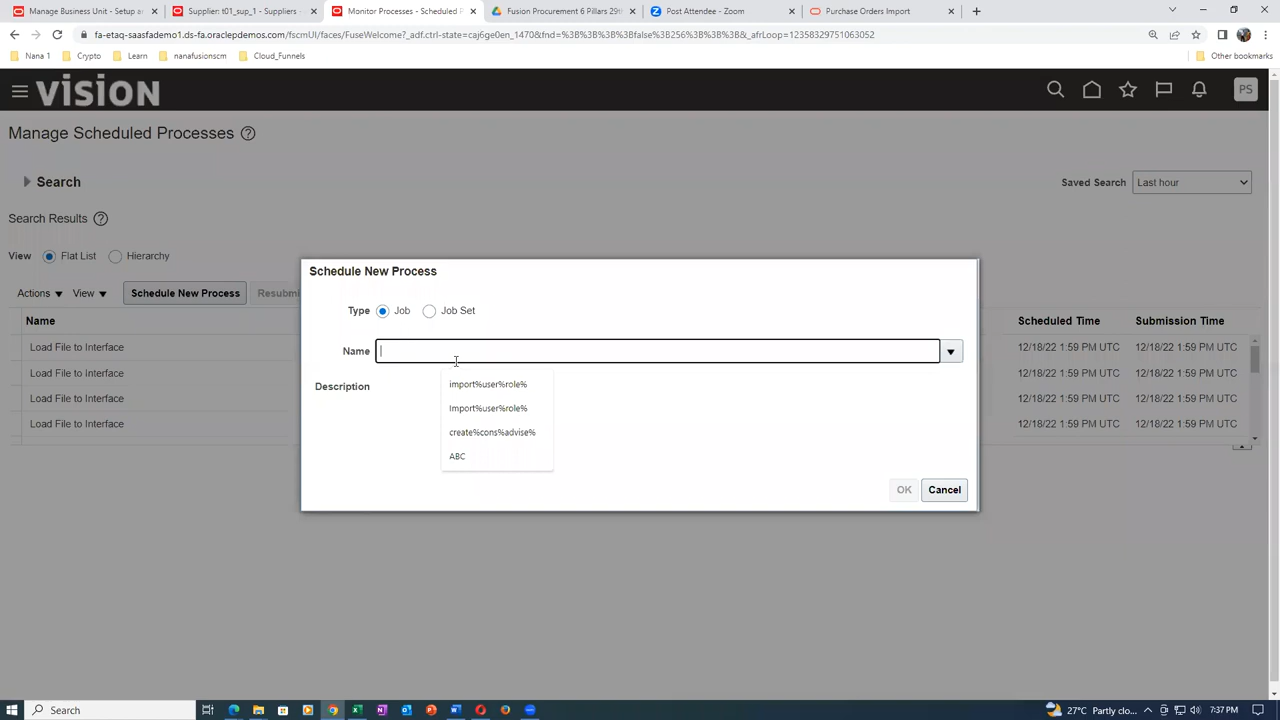 Manage Business Unit - Setup ar
Supplier: t01_sup_1 - Suppliers -
Monitor Processes - Scheduled P
Fusion Procurement 6 Pillars 29th
Post Attendee - Zoom
Purchase Orders Import
fa-etaq-saasfademo1.ds-fa.oraclepdemos.com/fscmUI/faces/FuseWelcome?_adf.ctrl-state=caj6ge0en_1470&fnd=%3B%3B%3B%3Bfalse%3B256%3B%3B%3B&_afrLoop=12358329751063052
Nana 1
Crypto
Learn
nanafusionscm
Cloud_Funnels
Other bookmarks
VISION
PS
Manage Scheduled Processes
Search
Saved Search
Last hour
Search Results
View
Flat List
Hierarchy
Actions
View
Schedule New Process
Resubmi
Name
Scheduled Time
Submission Time
Load File to Interface
12/18/22 1:59 PM UTC
12/18/22 1:59 PM UTC
Load File to Interface
12/18/22 1:59 PM UTC
12/18/22 1:59 PM UTC
Load File to Interface
12/18/22 1:59 PM UTC
12/18/22 1:59 PM UTC
Load File to Interface
12/18/22 1:59 PM UTC
12/18/22 1:59 PM UTC
Schedule New Process
Type
Job
Job Set
Name
Description
import%user%role%
Import%user%role%
create%cons%advise%
ABC
OK
Cancel
Search
27°C Partly clo...
7:37 PM